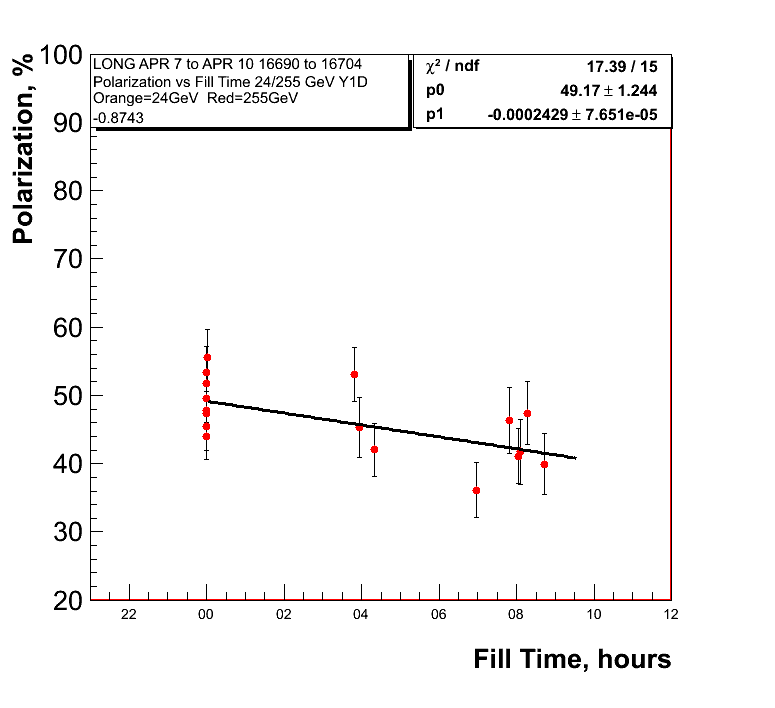 LONG APR 7 to APR 10 16690 to 16704
Polarization vs Fill Time 24/255 GeV Y1D
Orange=24GeV  Red=255GeV
-0.8743
χ² / ndf 17.39 / 15
p0 49.17 ± 1.244
p1 -0.0002429 ± 7.651e-05
Polarization, %
100
90
80
70
60
50
40
30
20
22 00 02 04 06 08 10 12
Fill Time, hours